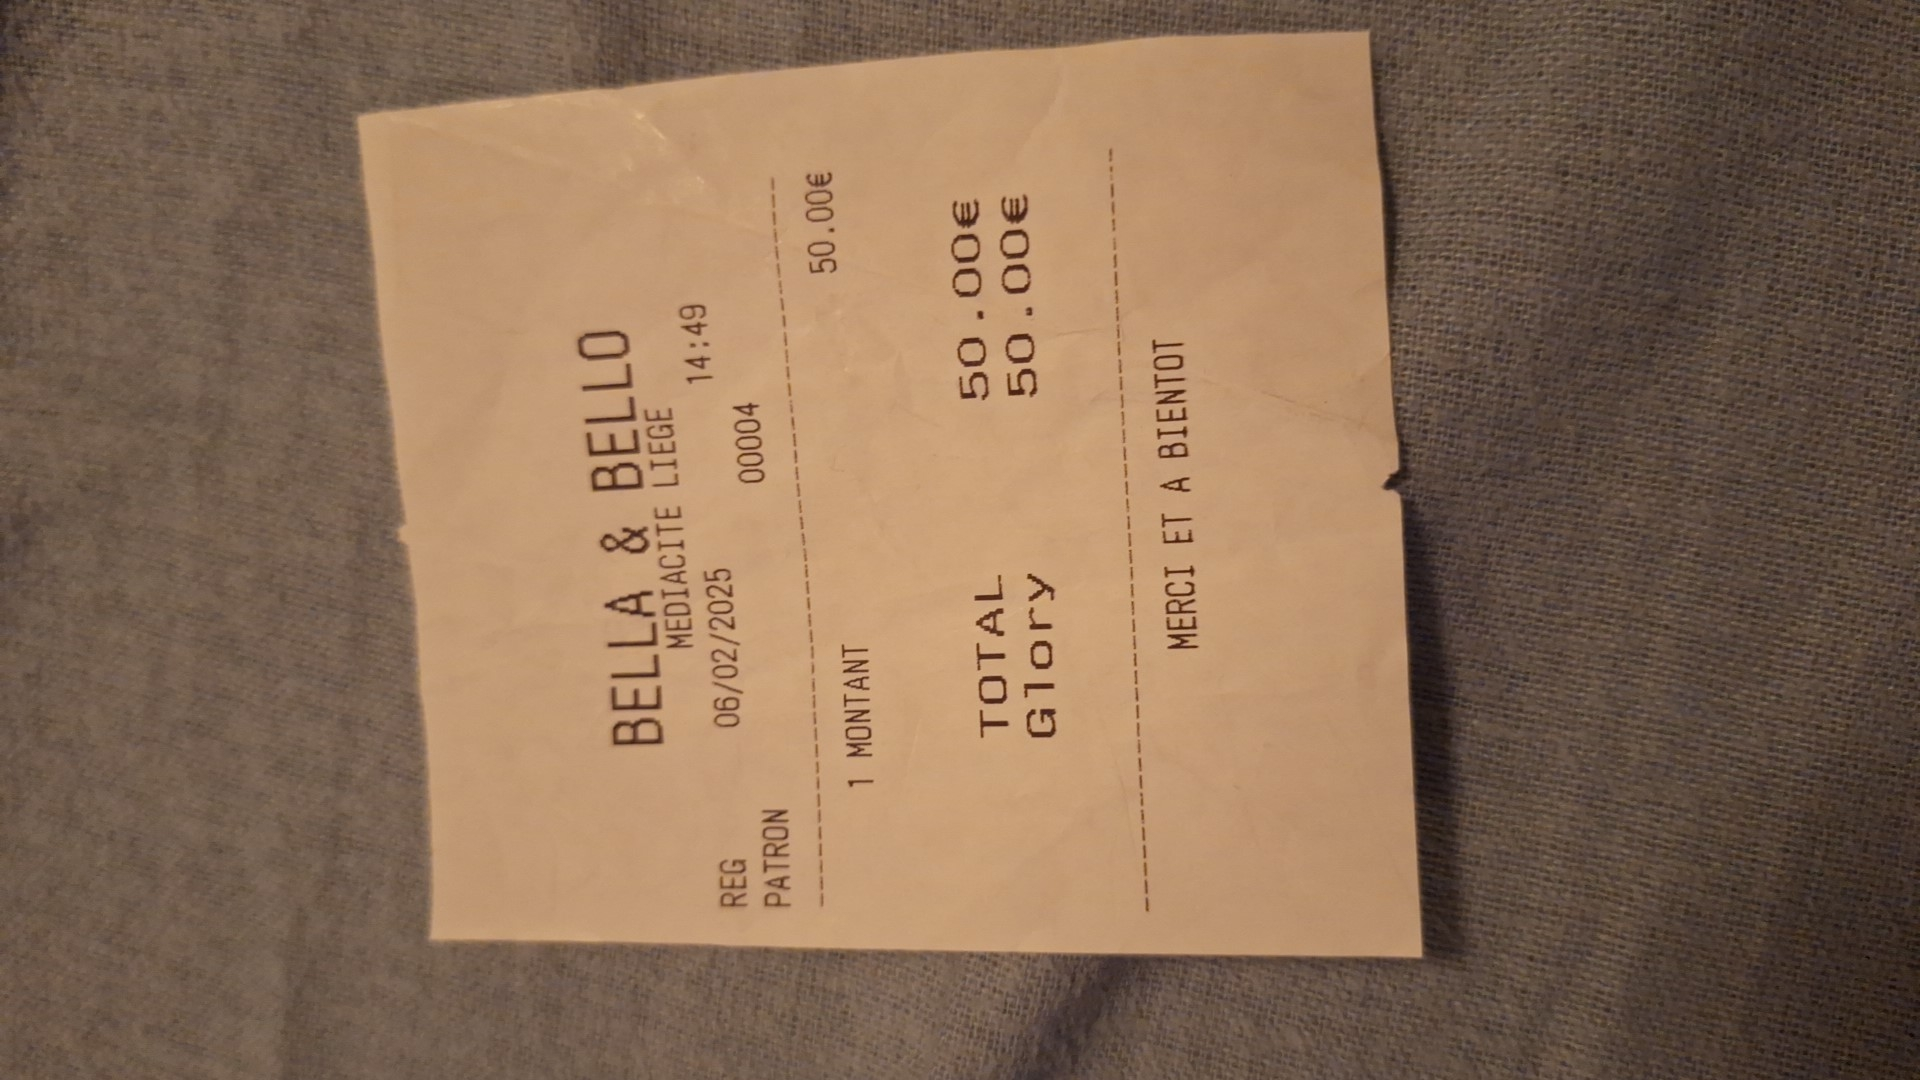 BELLA & BELLO
MEDIACITE LIEGE
REG 06/02/2025 14:49
PATRON 00004
1 MONTANT 50.00€
TOTAL 50.00€
Glory 50.00€
MERCI ET A BIENTOT